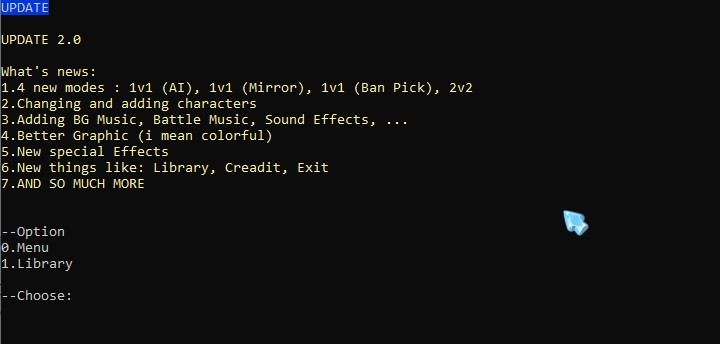 UPDATE
UPDATE 2.0
What's news:
1.4 new modes : 1v1 (AI), 1v1 (Mirror), 1v1 (Ban Pick), 2v2
2.Changing and adding characters
3.Adding BG Music, Battle Music, Sound Effects, ...
4.Better Graphic (i mean colorful)
5.New special Effects
6.New things like: Library, Creadit, Exit
7.AND SO MUCH MORE
--Option
0.Menu
1.Library
--Choose: